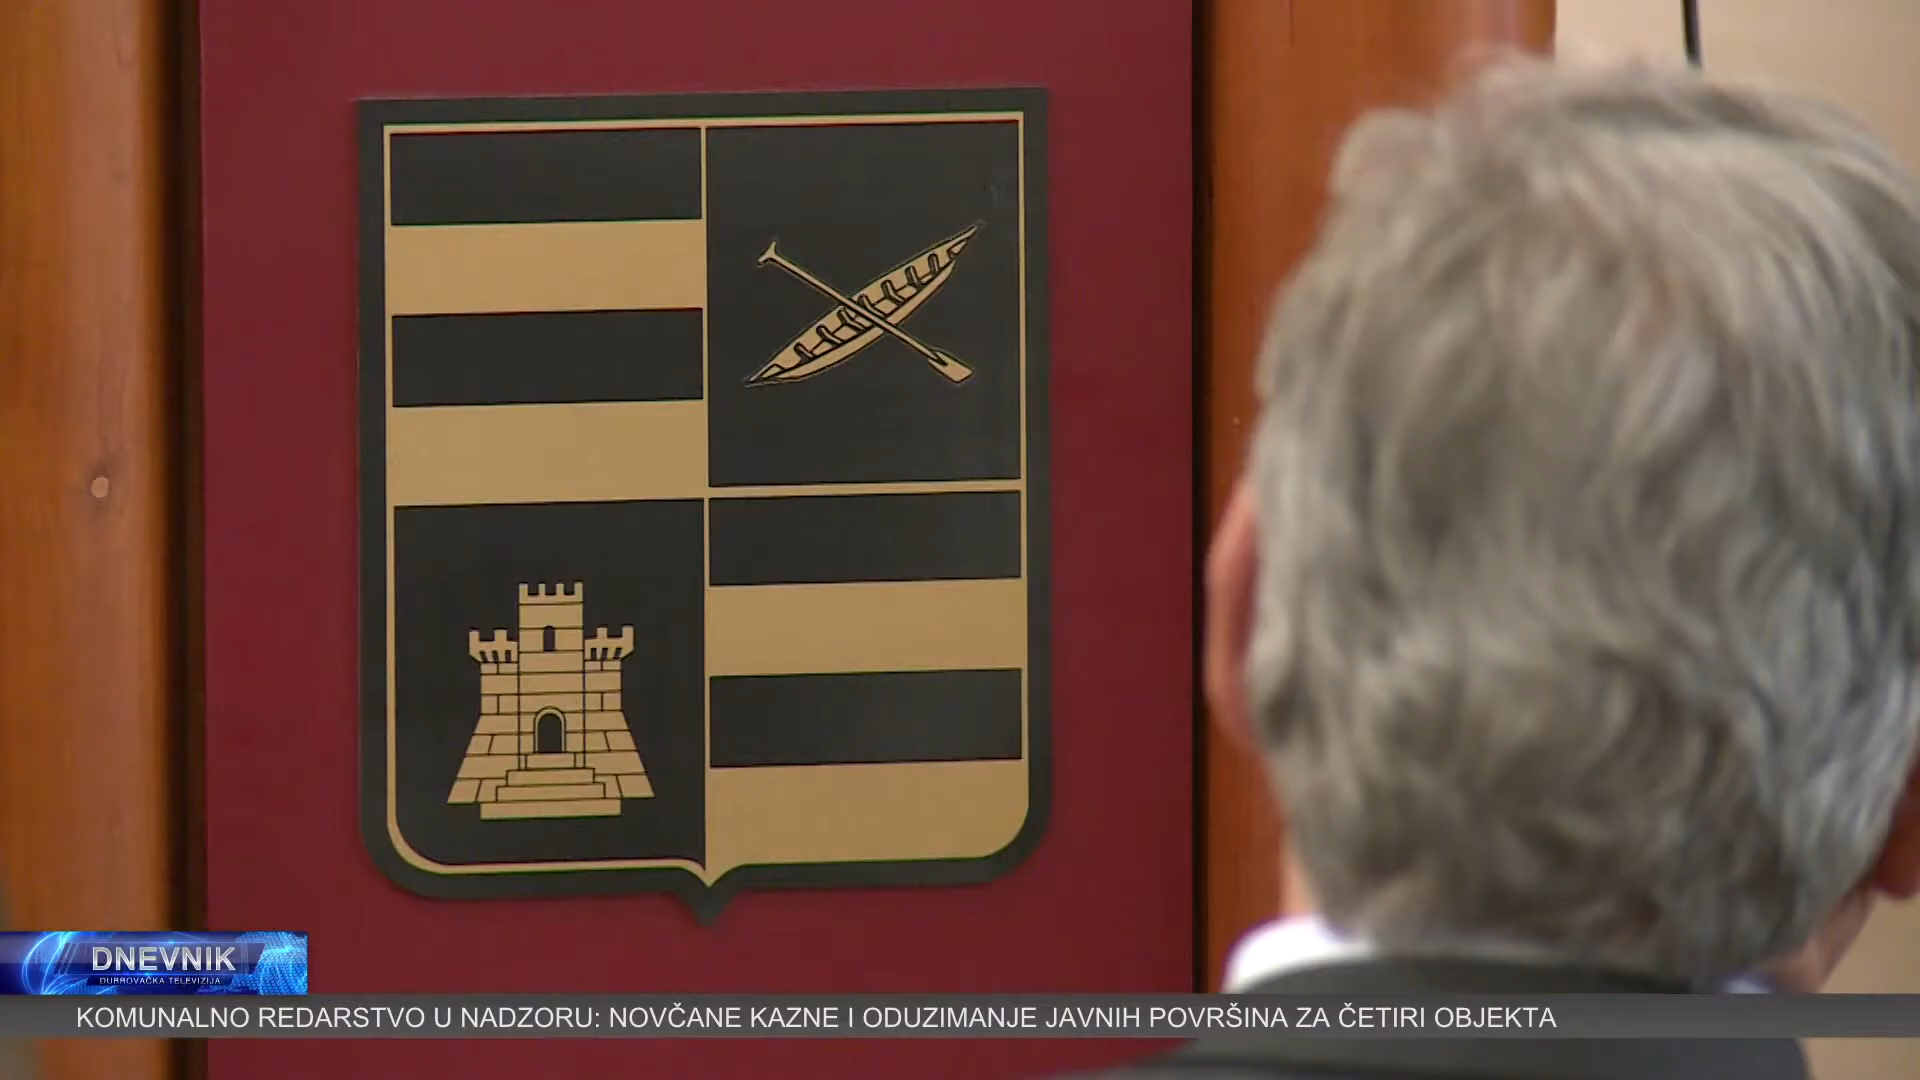 DNEVNIK
DUBROVAČKA TELEVIZIJA
KOMUNALNO REDARSTVO U NADZORU: NOVČANE KAZNE I ODUZIMANJE JAVNIH POVRŠINA ZA ČETIRI OBJEKTA